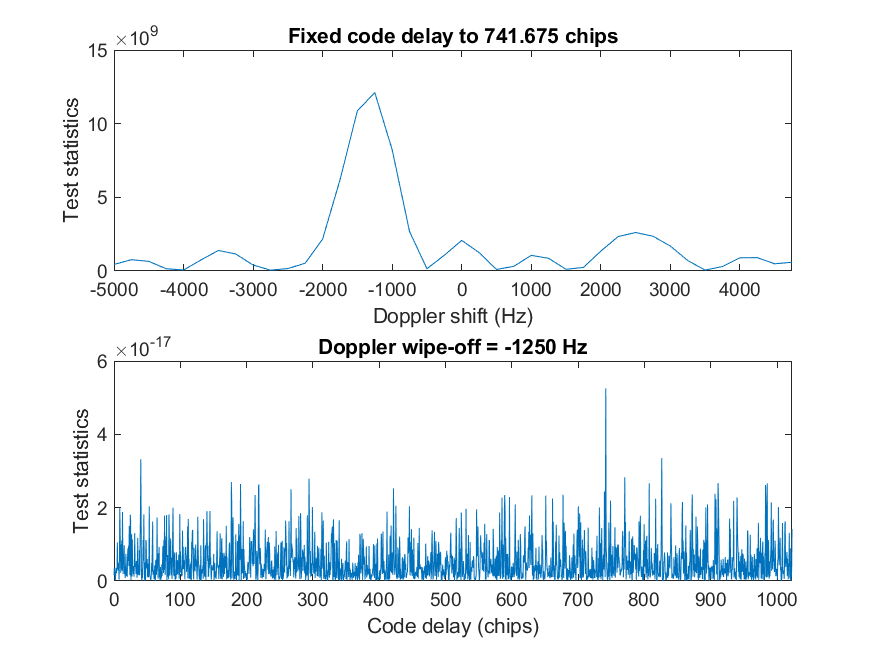 Fixed code delay to 741.675 chips
×10^9
15
10
5
0
Test statistics
-5000 -4000 -3000 -2000 -1000 0 1000 2000 3000 4000
Doppler shift (Hz)
Doppler wipe-off = -1250 Hz
×10^-17
6
4
2
0
Test statistics
0 100 200 300 400 500 600 700 800 900 1000
Code delay (chips)